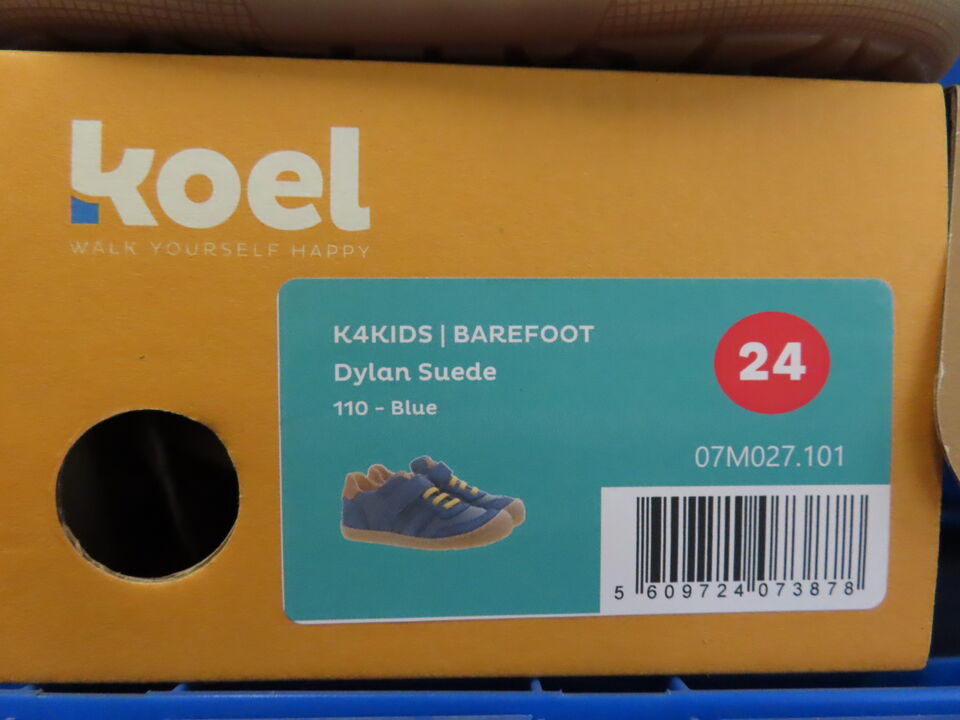 koel
WALK YOURSELF HAPPY
K4KIDS | BAREFOOT
Dylan Suede
110 - Blue
24
07M027.101
5 609724 073878